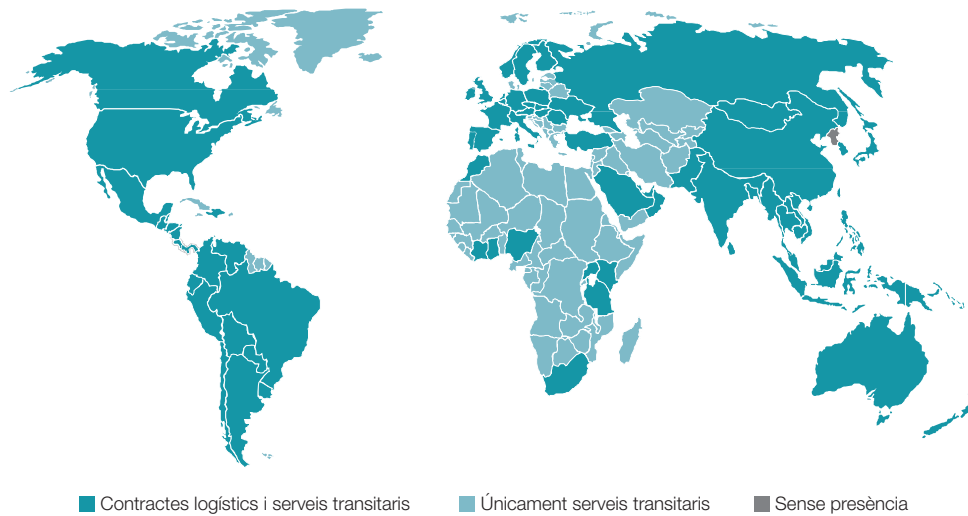 Contractes logístics i serveis transitaris
Únicament serveis transitaris
Sense presència